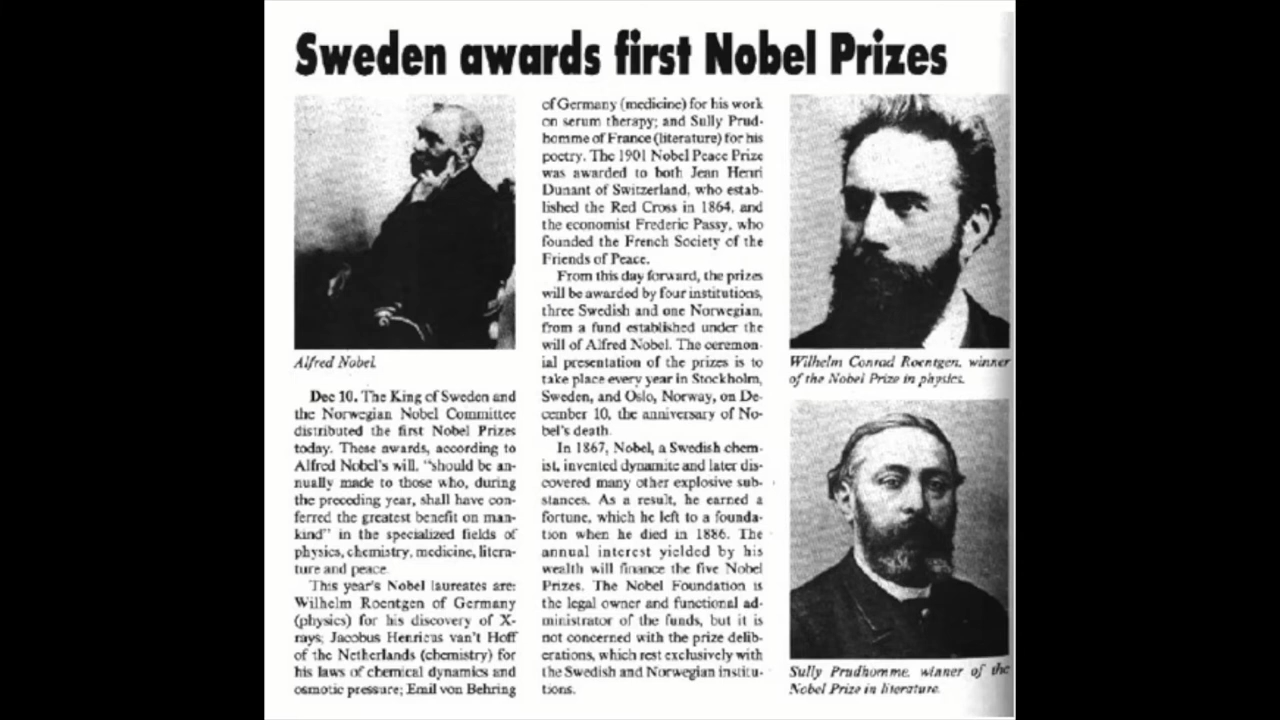 Sweden awards first Nobel Prizes
Alfred Nobel
Dec 10. The King of Sweden and
the Norwegian Nobel Committee
distributed the first Nobel Prizes
today. These awards, according to
Alfred Nobel's will, "should be an-
nually made to those who, during
the preceding year, shall have con-
ferred the greatest benefit on man-
kind" in the specialized fields of
physics, chemistry, medicine, litera-
ture and peace.
This year's Nobel laureates are:
Wilhelm Roentgen of Germany
(physics) for his discovery of X-
rays; Jacobus Henricus van't Hoff
of the Netherlands (chemistry) for
his laws of chemical dynamics and
osmotic pressure; Emil von Behring
of Germany (medicine) for his work
on serum therapy; and Sully Prud-
homme of France (literature) for his
poetry. The 1901 Nobel Peace Prize
was awarded to both Jean Henri
Dunant of Switzerland, who estab-
lished the Red Cross in 1864, and
the economist Frederic Passy, who
founded the French Society of the
Friends of Peace.
From this day forward, the prizes
will be awarded by four institutions,
three Swedish and one Norwegian,
from a fund established under the
will of Alfred Nobel. The ceremon-
ial presentation of the prizes is to
take place every year in Stockholm,
Sweden, and Oslo, Norway, on De-
cember 10, the anniversary of No-
bel's death.
In 1867, Nobel, a Swedish chem-
ist, invented dynamite and later dis-
covered many other explosive sub-
stances. As a result, he earned a
fortune, which he left to a founda-
tion when he died in 1886. The
annual interest yielded by his
wealth will finance the five Nobel
Prizes. The Nobel Foundation is
the legal owner and functional ad-
ministrator of the funds, but it is
not concerned with the prize delib-
erations, which rest exclusively with
the Swedish and Norwegian institu-
tions.
Wilhelm Conrad Roentgen, winner
of the Nobel Prize in physics.
Sully Prudhomme, winner of the
Nobel Prize in literature.